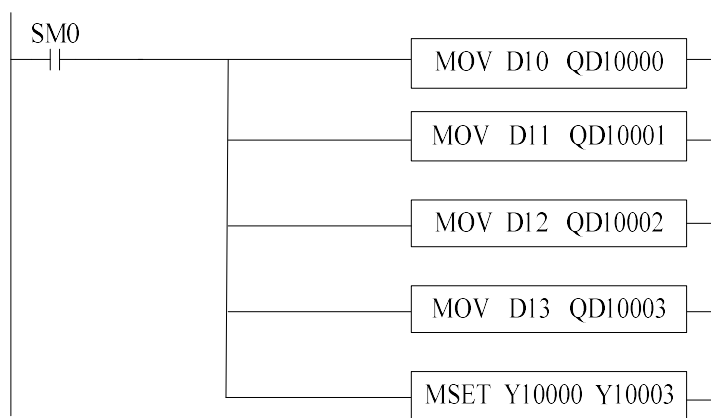 SM0
MOV D10 QD10000
MOV D11 QD10001
MOV D12 QD10002
MOV D13 QD10003
MSET Y10000 Y10003